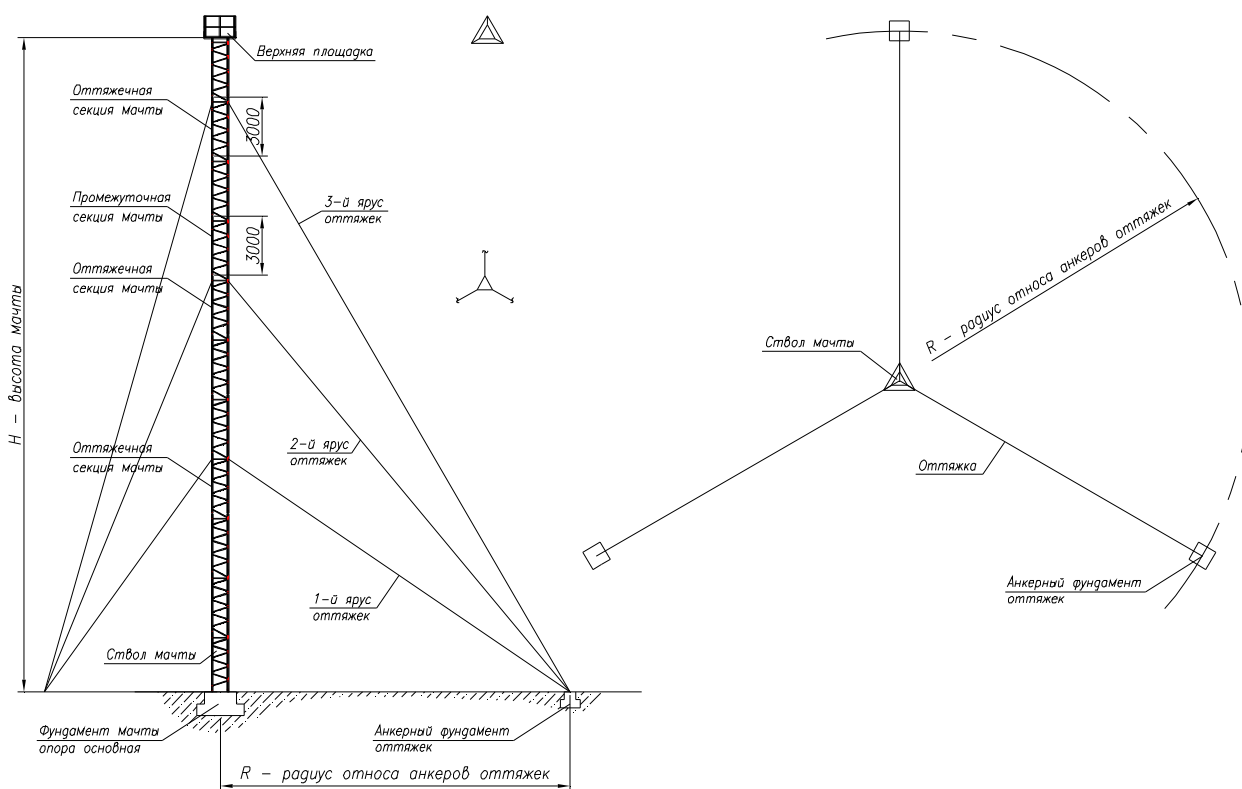 Верхняя площадка
Оттяжечная
секция мачты
3000
Промежуточная
секция мачты
3-й ярус
оттяжек
3000
Оттяжечная
секция мачты
H - высота мачты
Оттяжечная
секция мачты
2-й ярус
оттяжек
1-й ярус
оттяжек
Ствол мачты
Фундамент мачты
опора основная
Анкерный фундамент
оттяжек
R - радиус относа анкеров оттяжек
R - радиус относа анкеров оттяжек
Ствол мачты
Оттяжка
Анкерный фундамент
оттяжек